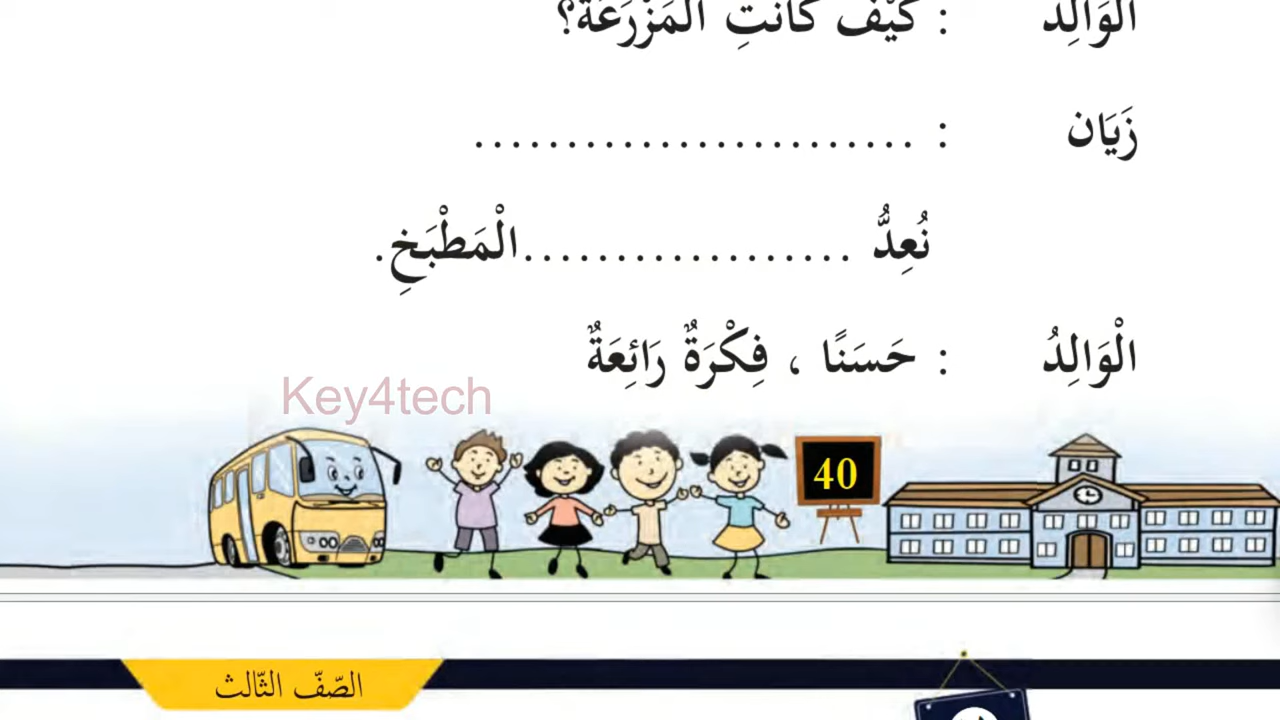 الْوَالِدُ : كَيْفَ كَانَتِ الْمَزْرَعَةُ؟
زَيَان : ........................
نُعِدُّ ..................الْمَطْبَخِ.
الْوَالِدُ : حَسَنًا ، فِكْرَةٌ رَائِعَةٌ
Key4tech
40
الصّفّ الثّالث